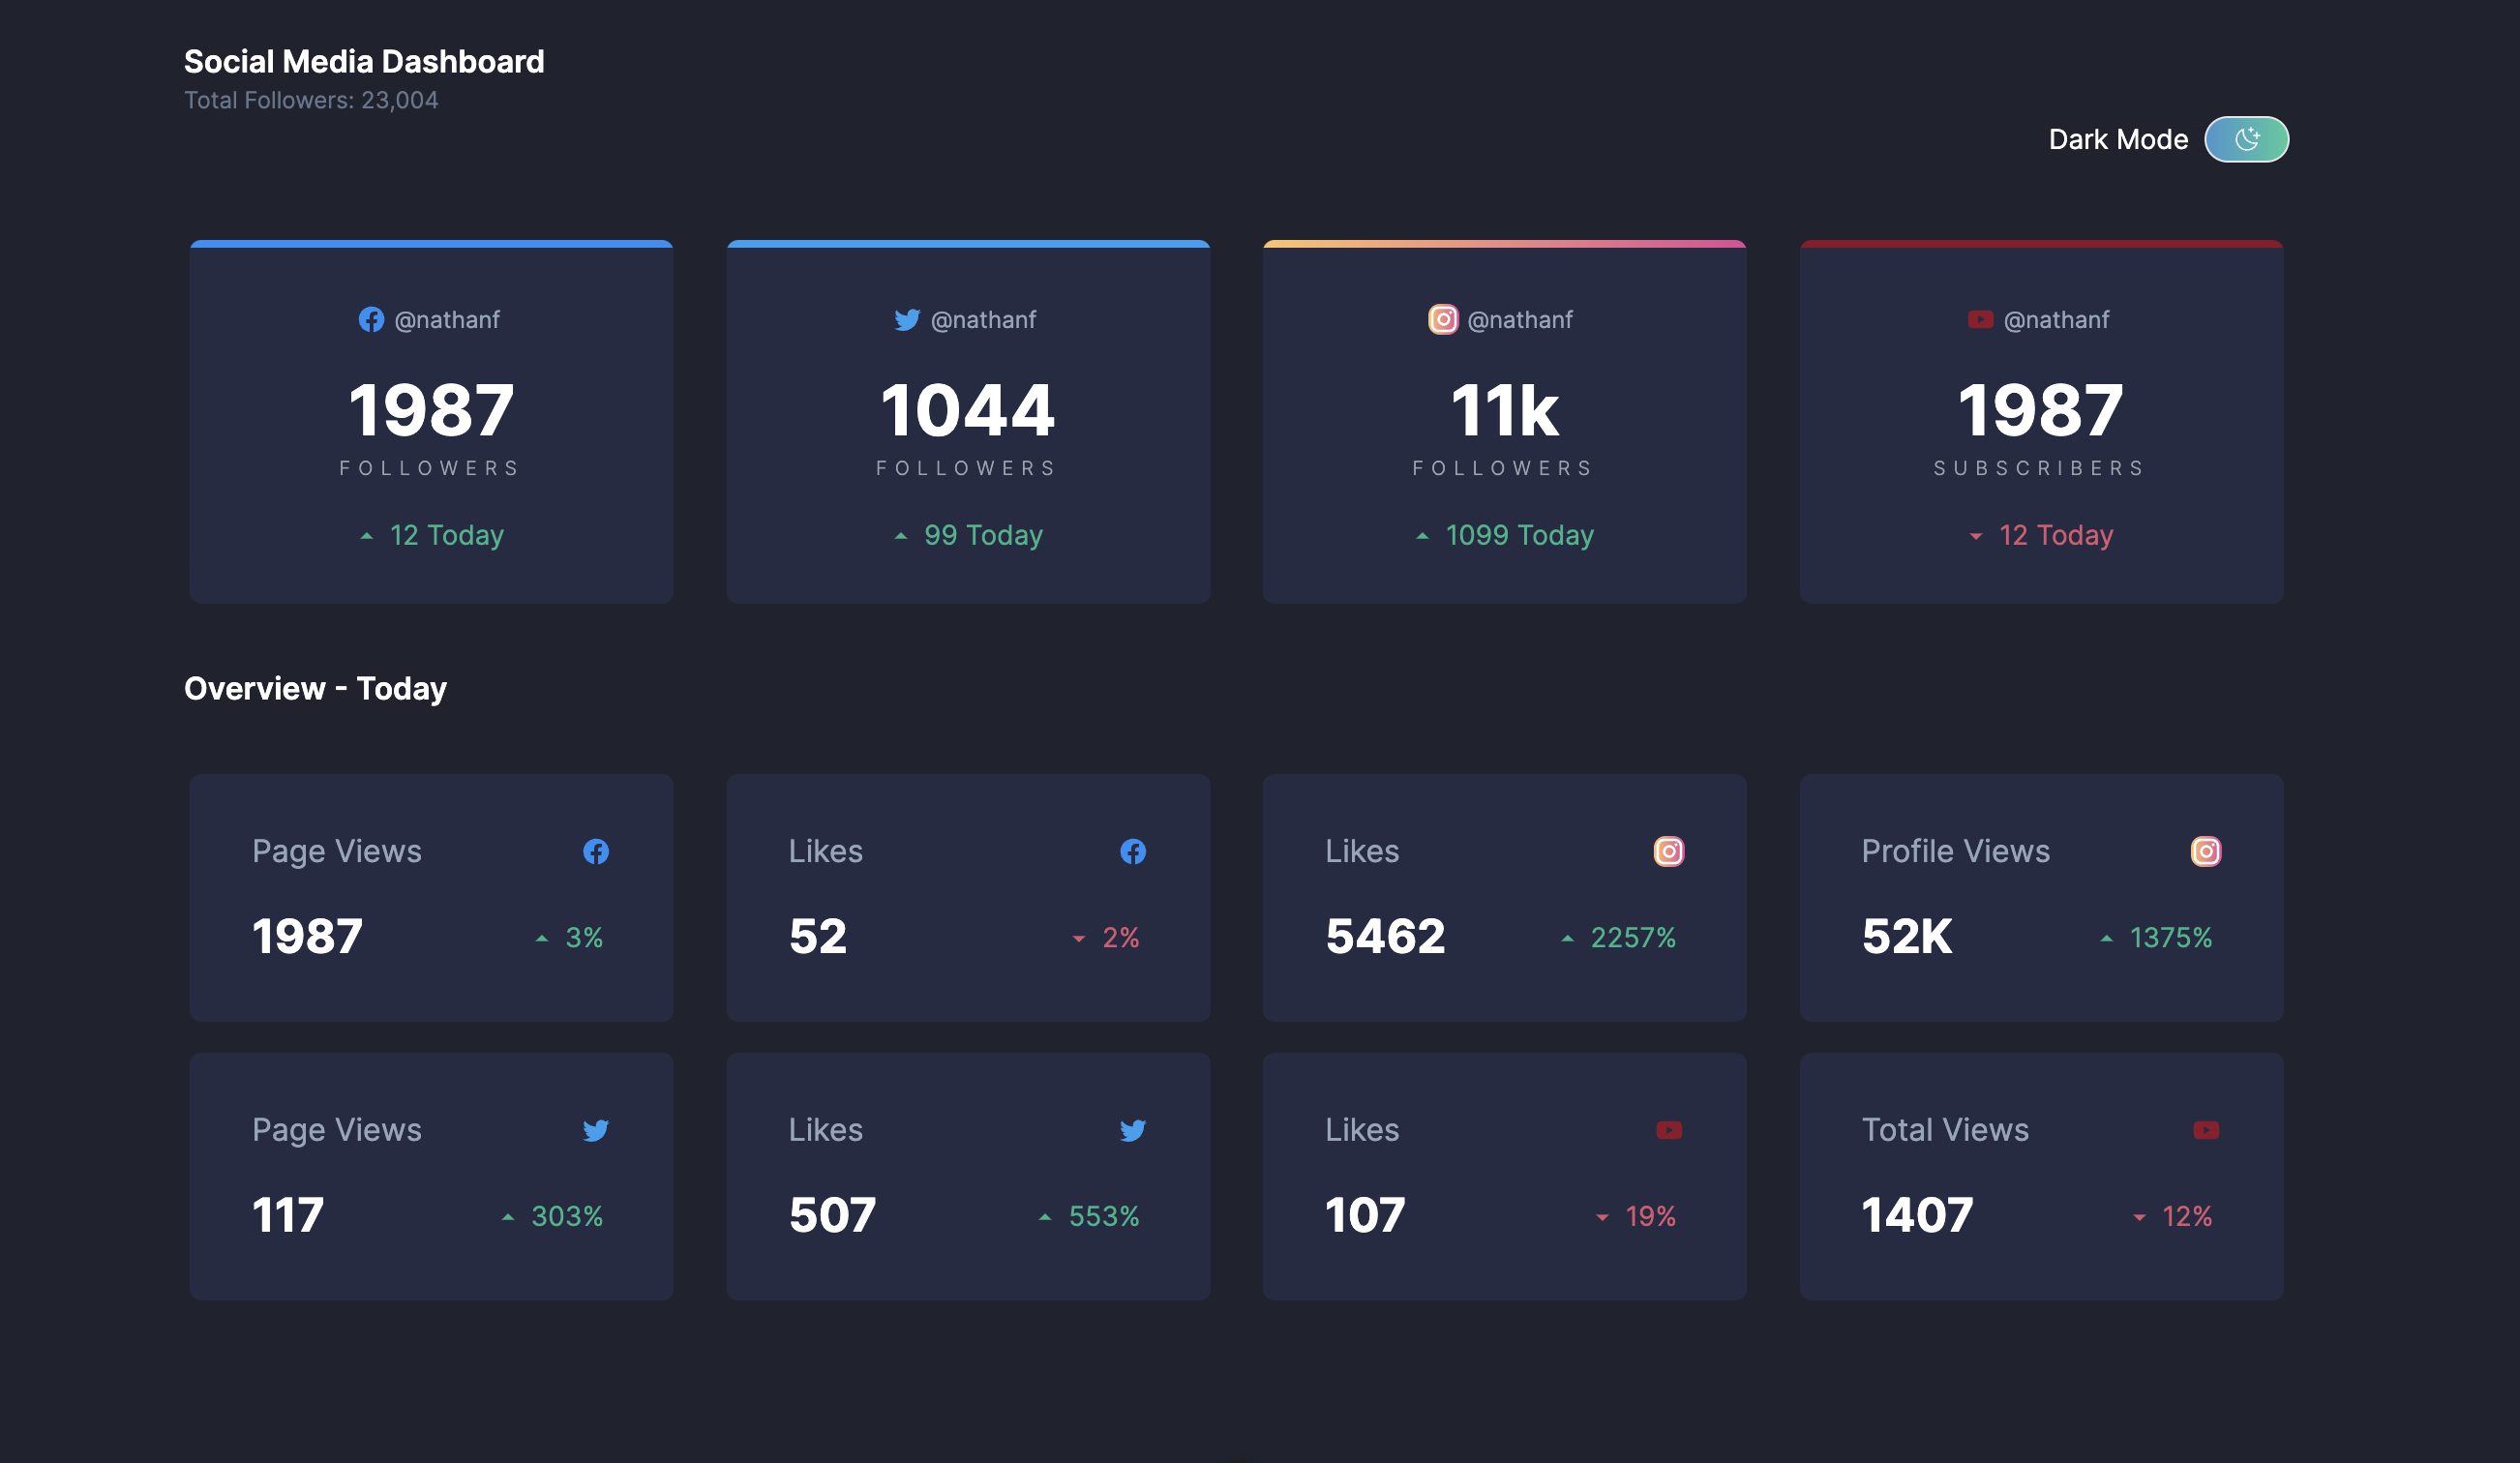 Social Media Dashboard
Total Followers: 23,004
Dark Mode
@nathanf
1987
FOLLOWERS
12 Today
@nathanf
1044
FOLLOWERS
99 Today
@nathanf
11k
FOLLOWERS
1099 Today
@nathanf
1987
SUBSCRIBERS
12 Today
Overview - Today
Page Views
1987
3%
Likes
52
2%
Likes
5462
2257%
Profile Views
52K
1375%
Page Views
117
303%
Likes
507
553%
Likes
107
19%
Total Views
1407
12%